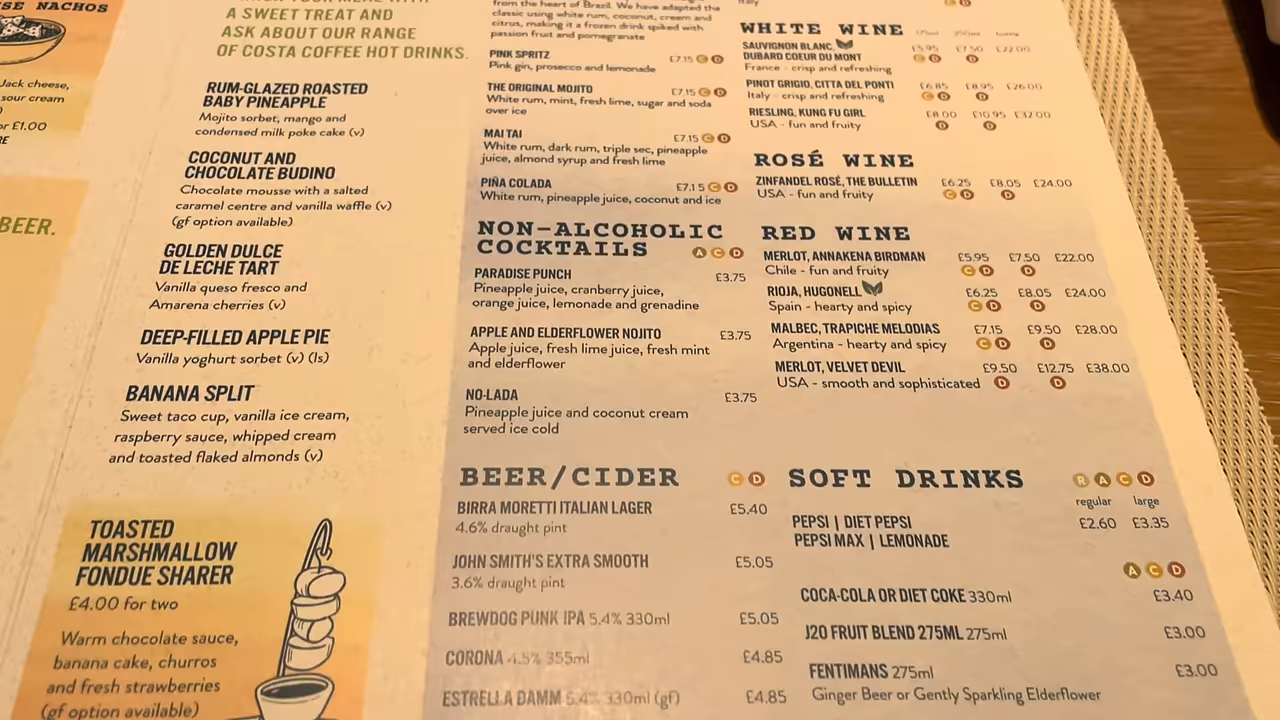 SE NACHOS
Jack cheese,
sour cream
or £1.00
RE
BEER.
A SWEET TREAT AND
ASK ABOUT OUR RANGE
OF COSTA COFFEE HOT DRINKS.
RUM-GLAZED ROASTED
BABY PINEAPPLE
Mojito sorbet, mango and
condensed milk poke cake (v)
COCONUT AND
CHOCOLATE BUDINO
Chocolate mousse with a salted
caramel centre and vanilla waffle (v)
(gf option available)
GOLDEN DULCE
DE LECHE TART
Vanilla queso fresco and
Amarena cherries (v)
DEEP-FILLED APPLE PIE
Vanilla yoghurt sorbet (v) (ls)
BANANA SPLIT
Sweet taco cup, vanilla ice cream,
raspberry sauce, whipped cream
and toasted flaked almonds (v)
TOASTED
MARSHMALLOW
FONDUE SHARER
£4.00 for two
Warm chocolate sauce,
banana cake, churros
and fresh strawberries
(gf option available)
from the heart of Brazil. We have adapted the
classic using white rum, coconut, cream and
citrus, making it a frozen drink spiked with
passion fruit and pomegranate
PINK SPRITZ £7.15 C D
Pink gin, prosecco and lemonade
THE ORIGINAL MOJITO £7.15 C D
White rum, mint, fresh lime, sugar and soda
over ice
MAI TAI £7.15 C D
White rum, dark rum, triple sec, pineapple
juice, almond syrup and fresh lime
PIÑA COLADA £7.15 C D
White rum, pineapple juice, coconut and ice
NON-ALCOHOLIC
COCKTAILS A C D
PARADISE PUNCH £3.75
Pineapple juice, cranberry juice,
orange juice, lemonade and grenadine
APPLE AND ELDERFLOWER NOJITO £3.75
Apple juice, fresh lime juice, fresh mint
and elderflower
NO-LADA £3.75
Pineapple juice and coconut cream
served ice cold
BEER/CIDER C D
BIRRA MORETTI ITALIAN LAGER £5.40
4.6% draught pint
JOHN SMITH'S EXTRA SMOOTH £5.05
3.6% draught pint
BREWDOG PUNK IPA 5.4% 330ml £5.05
CORONA 4.5% 355ml £4.85
ESTRELLA DAMM 5.4% 330ml (gf) £4.85
Italy
C D
WHITE WINE
SAUVIGNON BLANC, £5.95 £7.50 £22.00
DUBARD COEUR DU MONT C D D
France - crisp and refreshing
PINOT GRIGIO, CITTA DEL PONTI £6.85 £8.95 £26.00
Italy - crisp and refreshing C D D
RIESLING, KUNG FU GIRL £8.00 £10.95 £32.00
USA - fun and fruity D D
ROSÉ WINE
ZINFANDEL ROSÉ, THE BULLETIN £6.25 £8.05 £24.00
USA - fun and fruity C D D
RED WINE
MERLOT, ANNAKENA BIRDMAN £5.95 £7.50 £22.00
Chile - fun and fruity C D D
RIOJA, HUGONELL £6.25 £8.05 £24.00
Spain - hearty and spicy C D D
MALBEC, TRAPICHE MELODIAS £7.15 £9.50 £28.00
Argentina - hearty and spicy C D D
MERLOT, VELVET DEVIL £9.50 £12.75 £38.00
USA - smooth and sophisticated D D
SOFT DRINKS R A C D
regular large
PEPSI | DIET PEPSI £2.60 £3.35
PEPSI MAX | LEMONADE
A C D
COCA-COLA OR DIET COKE 330ml £3.40
J20 FRUIT BLEND 275ML 275ml £3.00
FENTIMANS 275ml £3.00
Ginger Beer or Gently Sparkling Elderflower